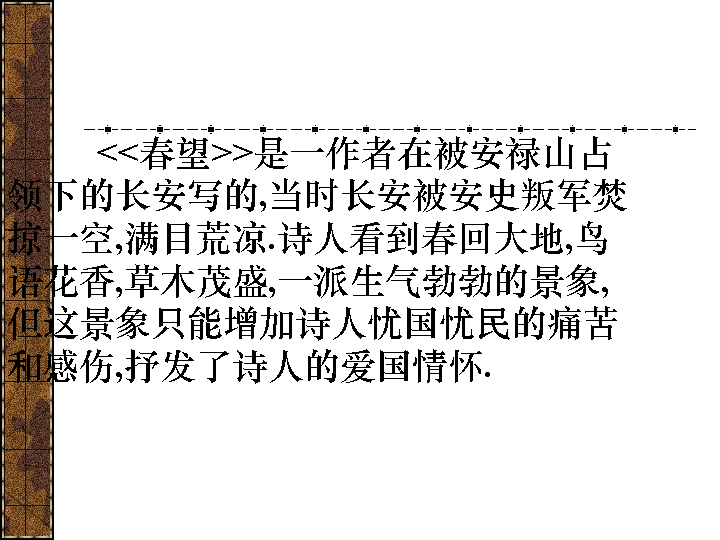 <<春望>>是一作者在被安禄山占
领下的长安写的,当时长安被安史叛军焚
掠一空,满目荒凉.诗人看到春回大地,鸟
语花香,草木茂盛,一派生气勃勃的景象,
但这景象只能增加诗人忧国忧民的痛苦
和感伤,抒发了诗人的爱国情怀.